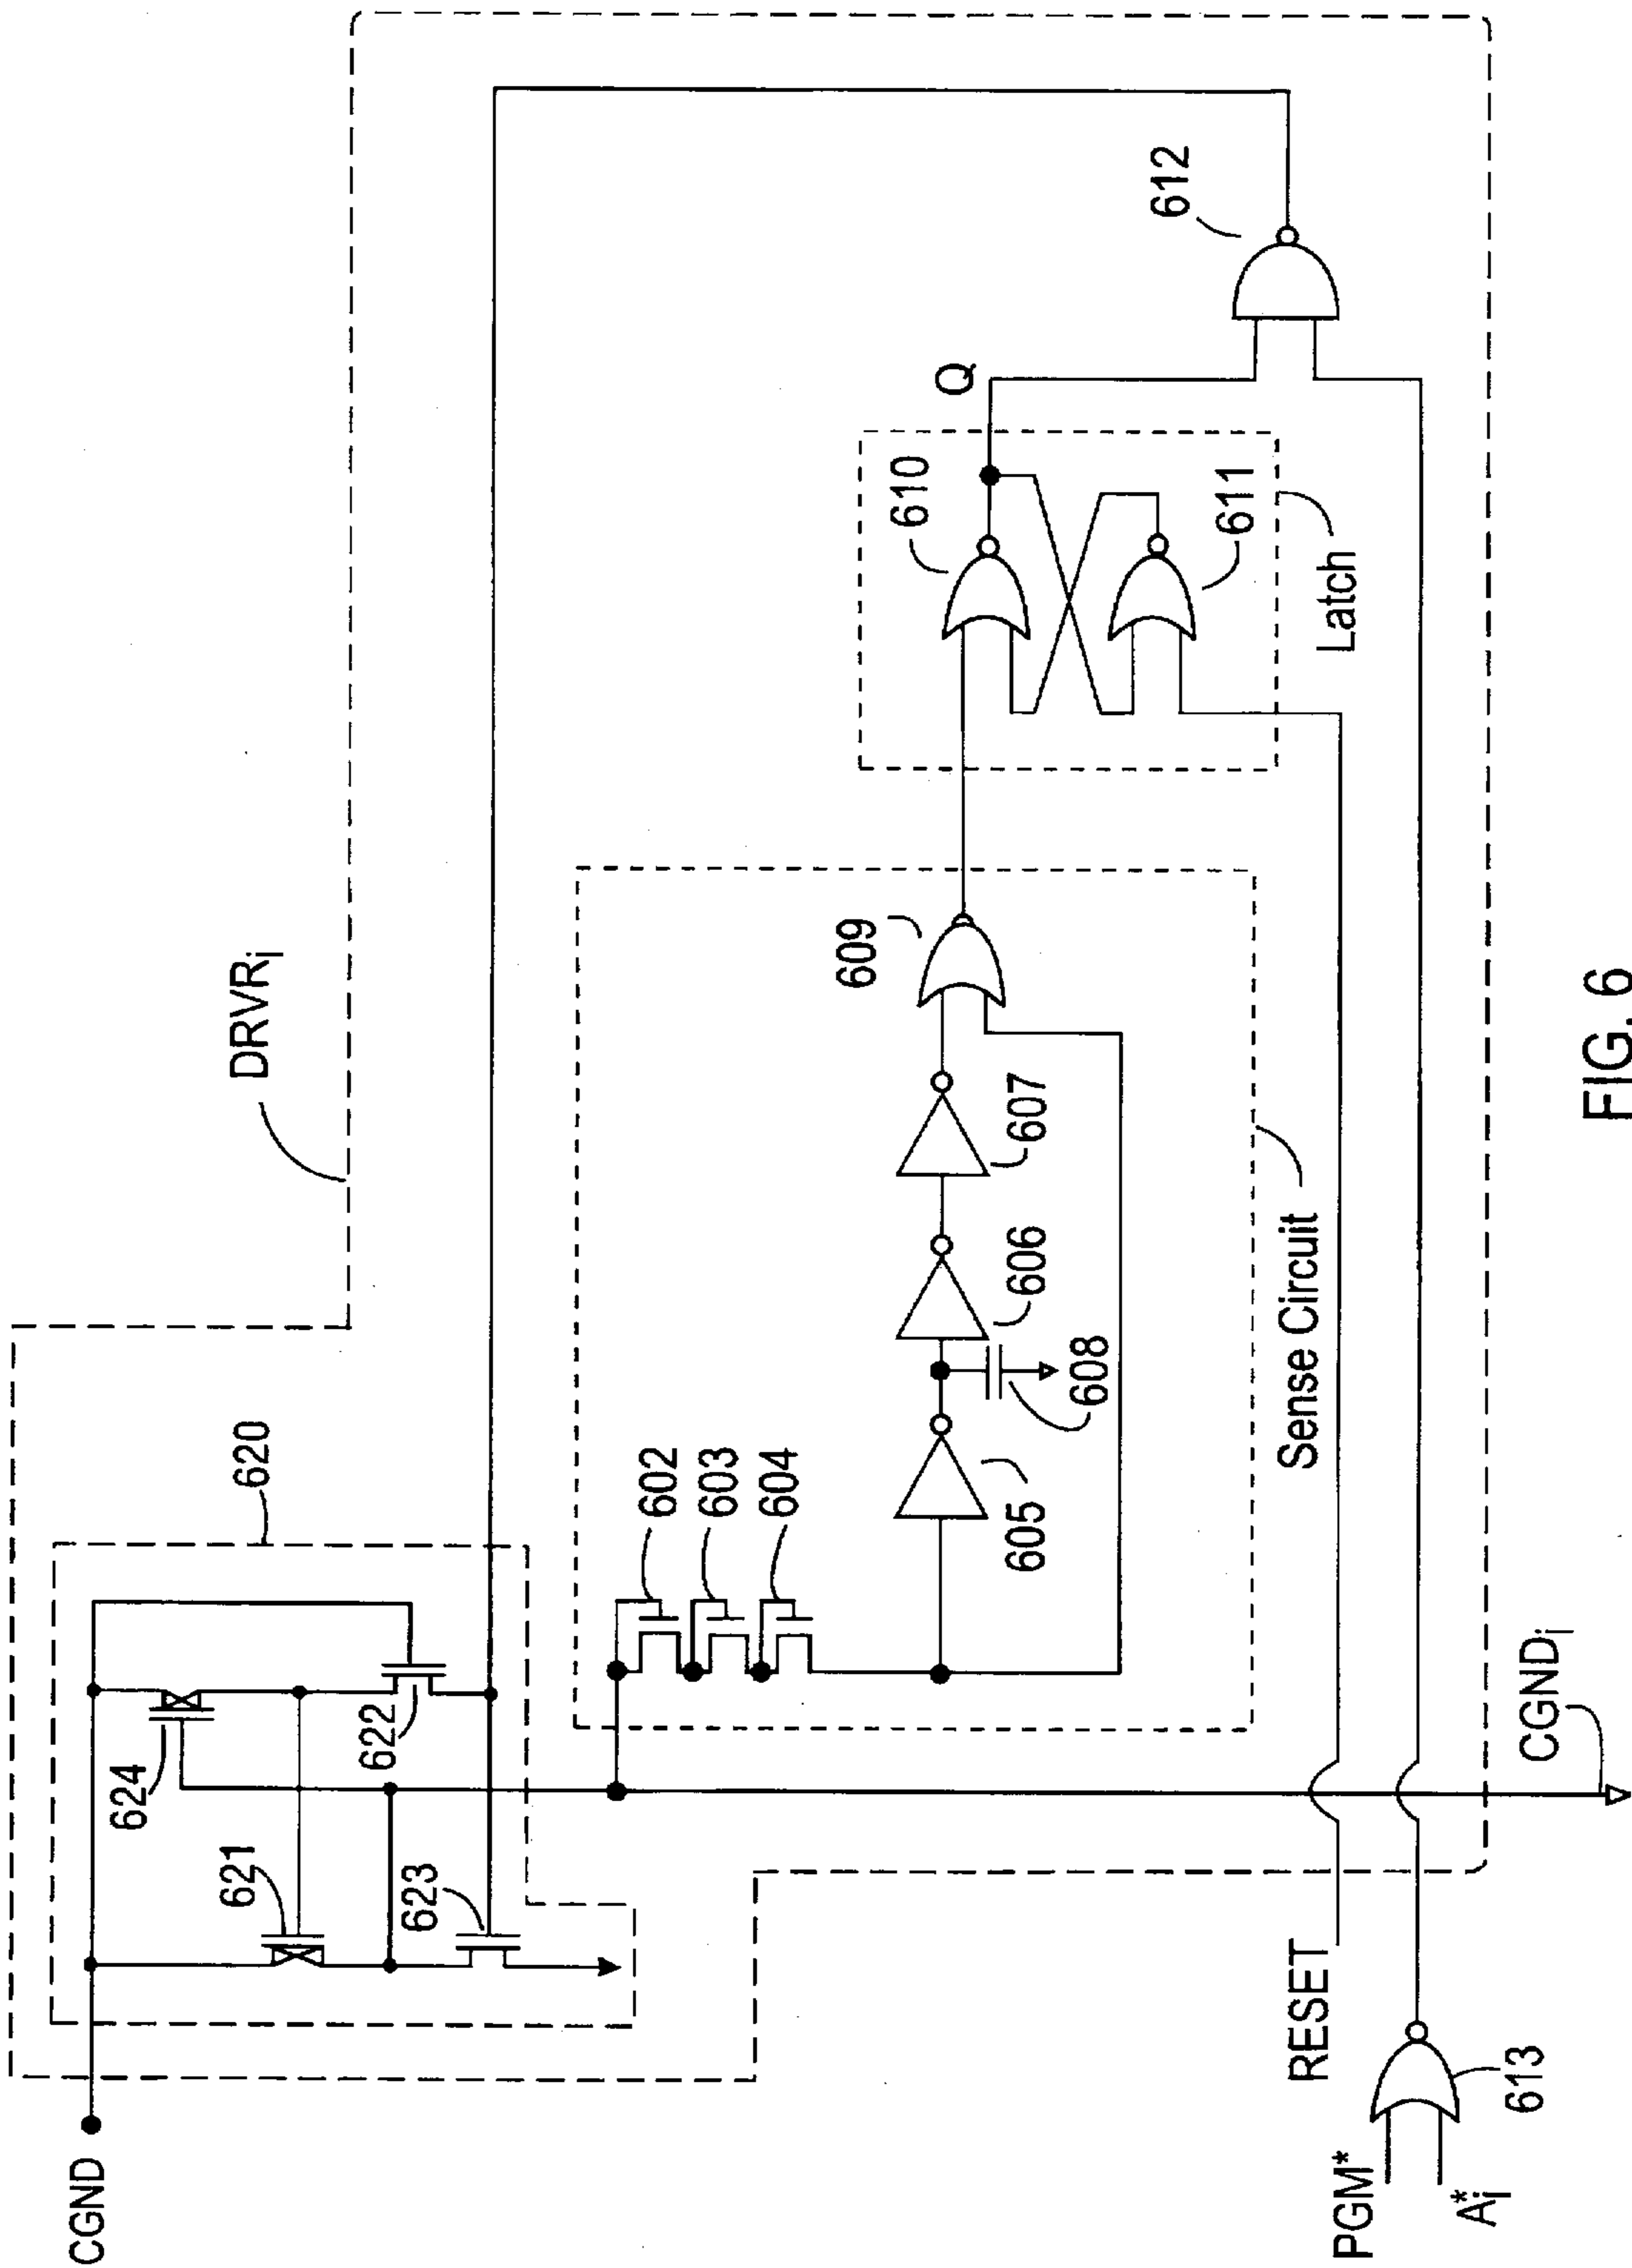 CGND
620
DRVRi
624
621
622
623
602
603
604
605
606
607
608
609
610
611
612
Q
Latch
Sense Circuit
RESET
PGM*
Ai*
613
CGNDi
FIG. 6